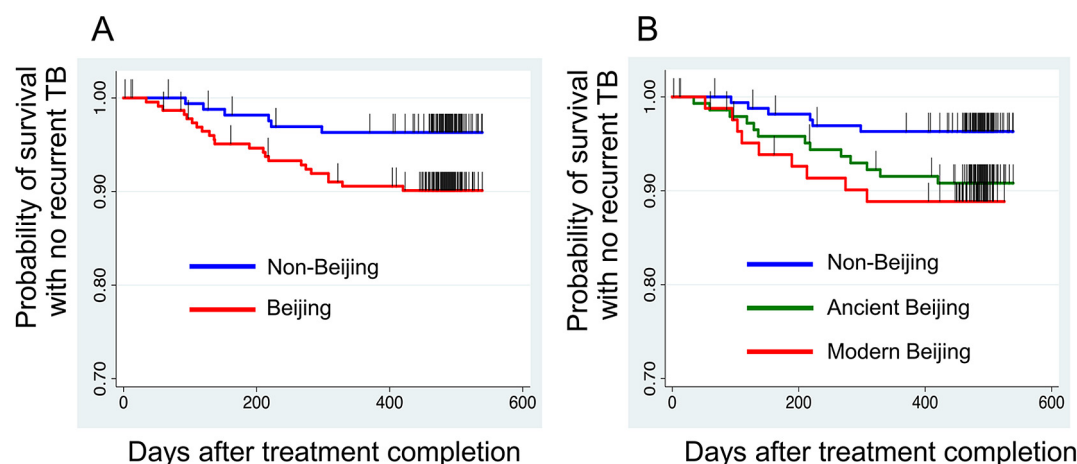 A
Probability of survival
with no recurrent TB
1.00
0.90
0.80
0.70
Non-Beijing
Beijing
0
200
400
600
Days after treatment completion
B
Probability of survival
with no recurrent TB
1.00
0.90
0.80
0.70
Non-Beijing
Ancient Beijing
Modern Beijing
0
200
400
600
Days after treatment completion